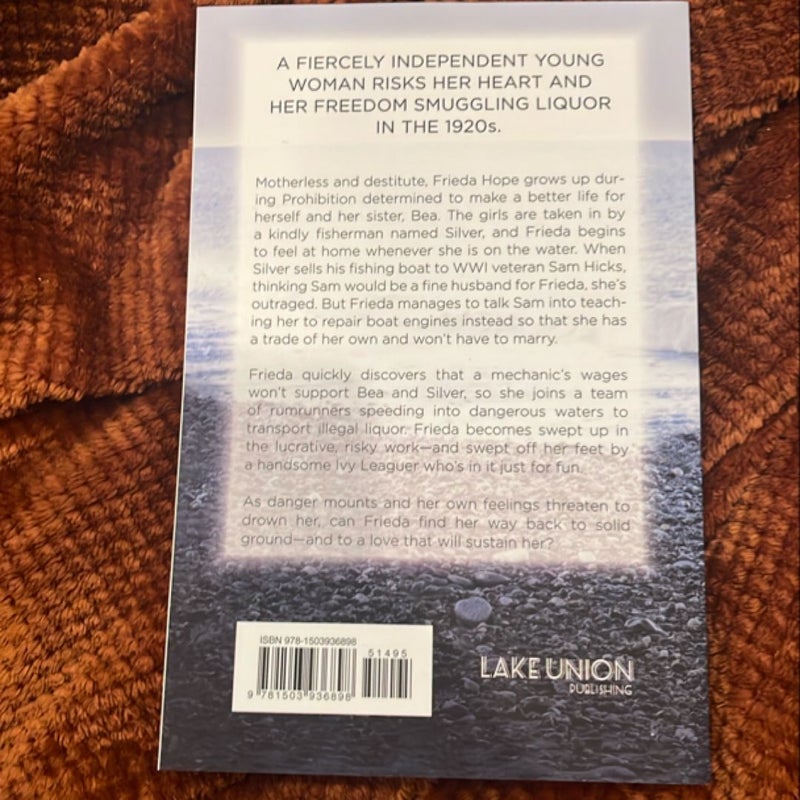 A FIERCELY INDEPENDENT YOUNG
WOMAN RISKS HER HEART AND
HER FREEDOM SMUGGLING LIQUOR
IN THE 1920s.
Motherless and destitute, Frieda Hope grows up dur-
ing Prohibition determined to make a better life for
herself and her sister, Bea. The girls are taken in by
a kindly fisherman named Silver, and Frieda begins
to feel at home whenever she is on the water. When
Silver sells his fishing boat to WWI veteran Sam Hicks,
thinking Sam would be a fine husband for Frieda, she's
outraged. But Frieda manages to talk Sam into teach-
ing her to repair boat engines instead so that she has
a trade of her own and won't have to marry.
Frieda quickly discovers that a mechanic's wages
won't support Bea and Silver, so she joins a team
of rumrunners speeding into dangerous waters to
transport illegal liquor. Frieda becomes swept up in
the lucrative, risky work—and swept off her feet by
a handsome Ivy Leaguer who's in it just for fun.
As danger mounts and her own feelings threaten to
drown her, can Frieda find her way back to solid
ground—and to a love that will sustain her?
ISBN 978-1503936898
51495
9 781503 936898
LAKE UNION
PUBLISHING